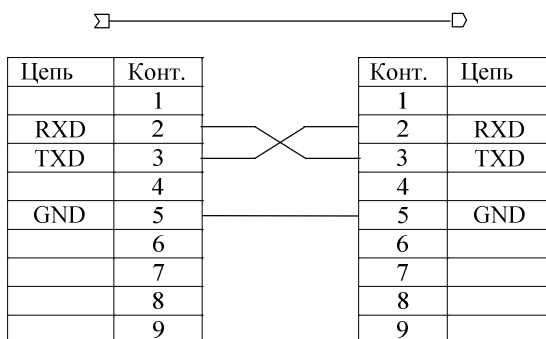 Цепь Конт. Конт. Цепь
1 1
RXD 2 2 RXD
TXD 3 3 TXD
4 4
GND 5 5 GND
6 6
7 7
8 8
9 9